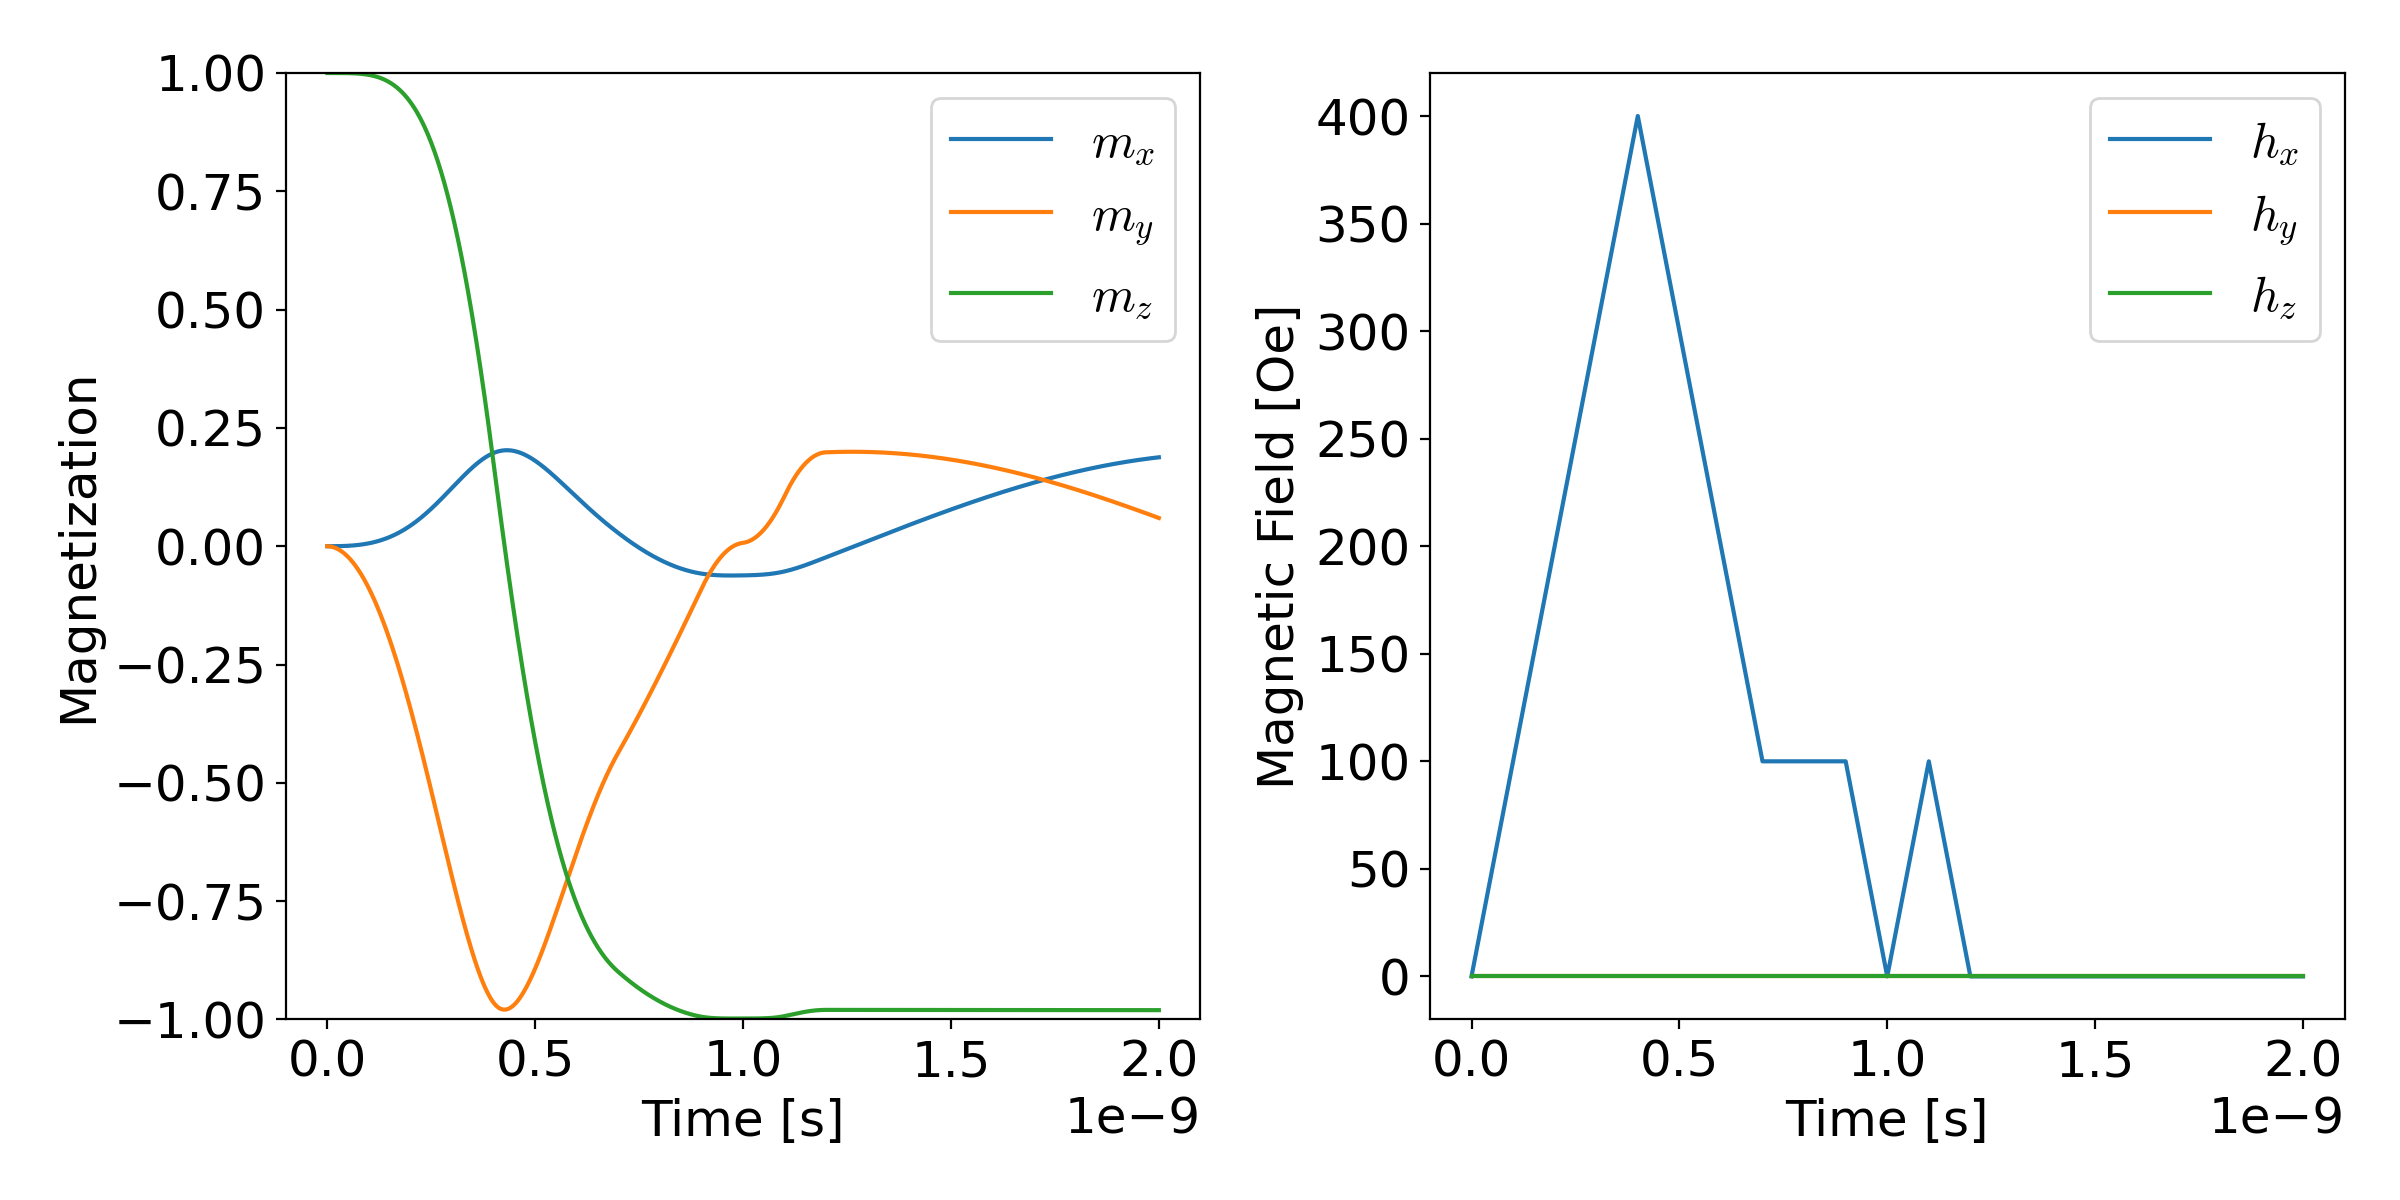 Magnetization
1.00
0.75
0.50
0.25
0.00
−0.25
−0.50
−0.75
−1.00
0.0 0.5 1.0 1.5 2.0
Time [s]
1e−9
m_x
m_y
m_z
Magnetic Field [Oe]
400
350
300
250
200
150
100
50
0
0.0 0.5 1.0 1.5 2.0
Time [s]
1e−9
h_x
h_y
h_z